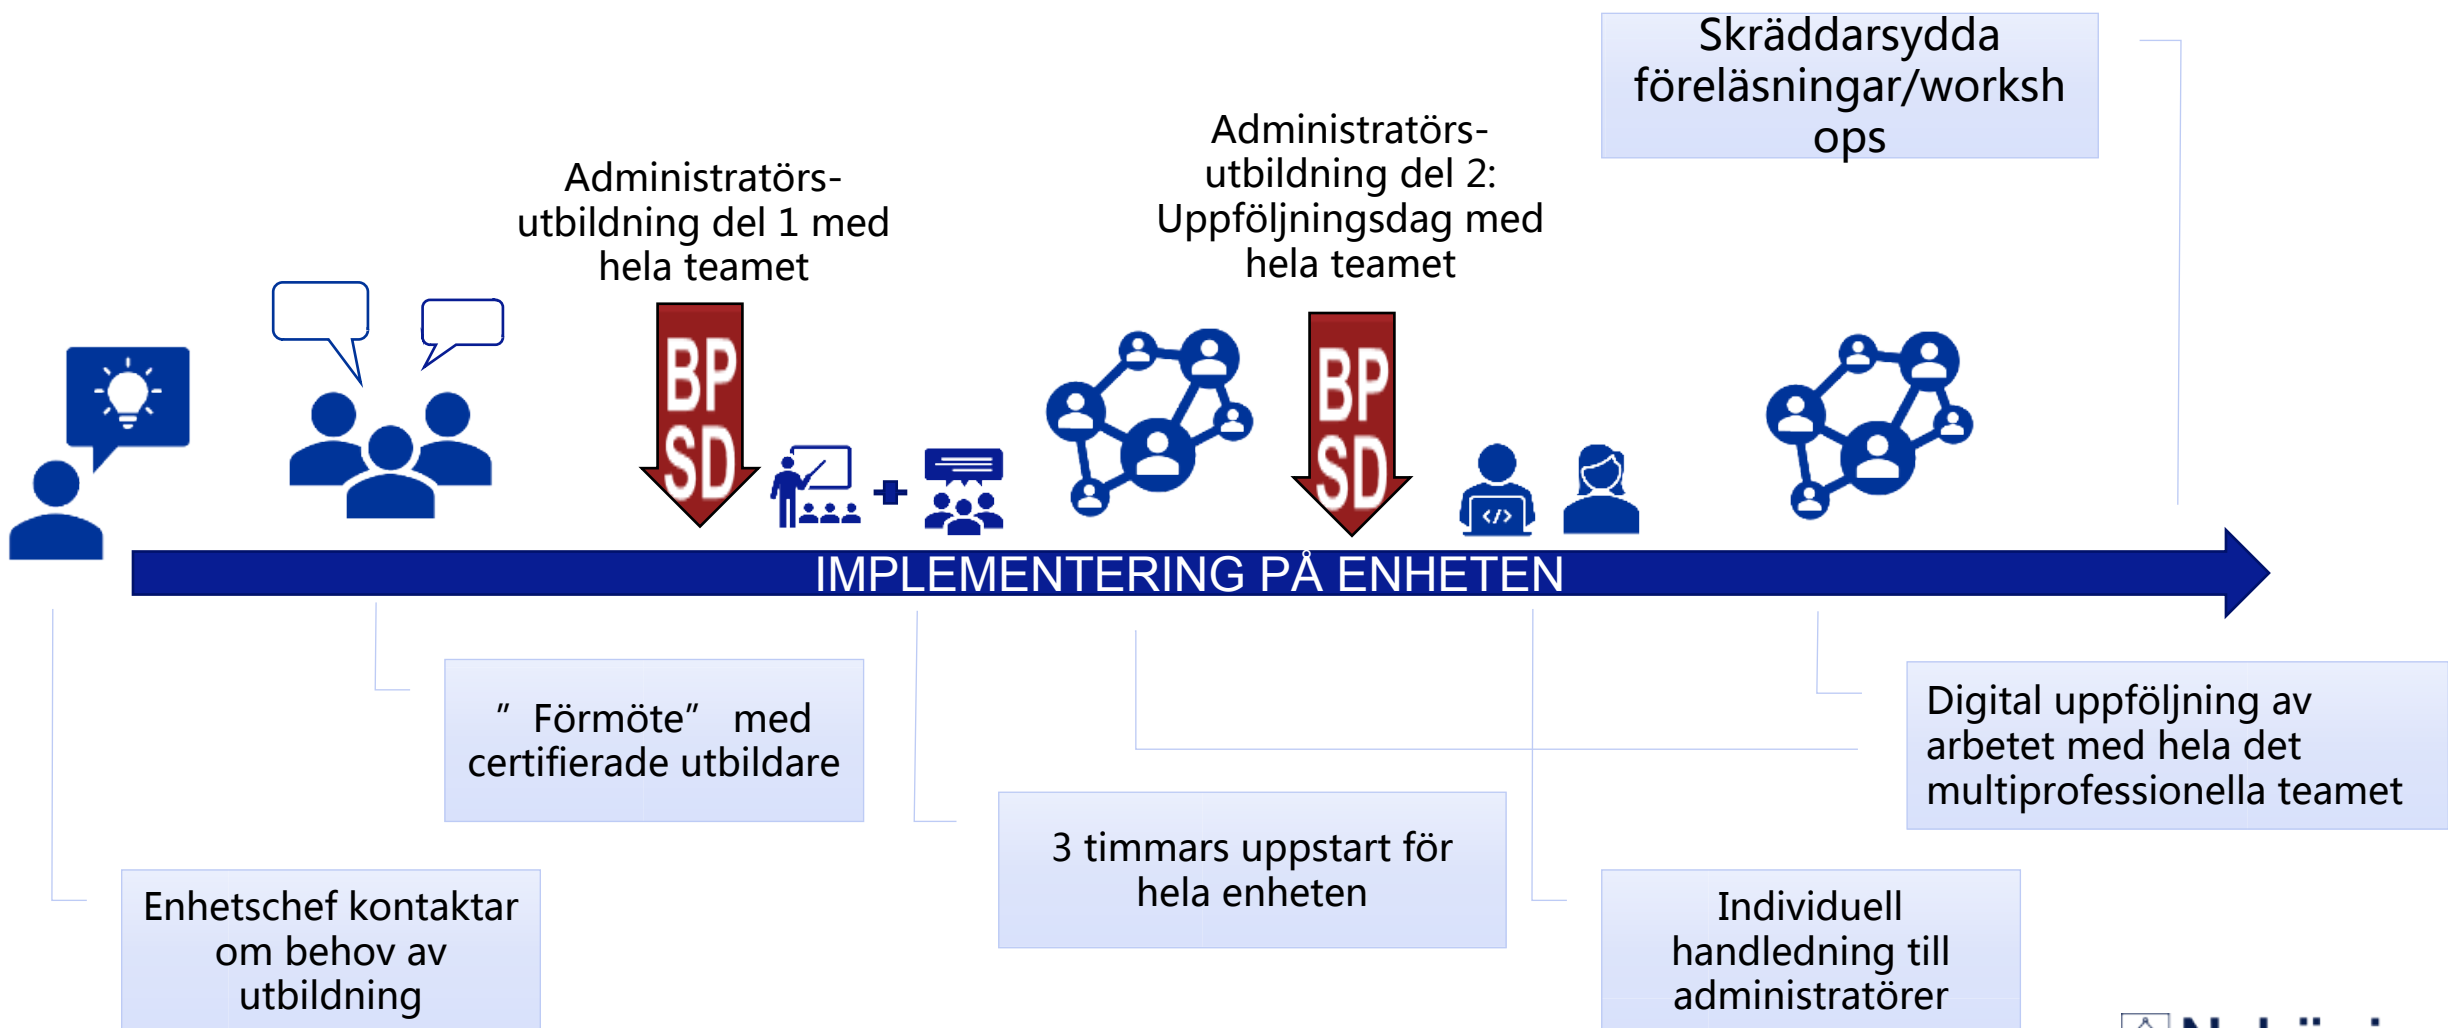 Skräddarsydda
föreläsningar/worksh
ops
Administratörs-
utbildning del 1 med
hela teamet
Administratörs-
utbildning del 2:
Uppföljningsdag med
hela teamet
BP
SD
BP
SD
</>
IMPLEMENTERING PÅ ENHETEN
” Förmöte” med
certifierade utbildare
Digital uppföljning av
arbetet med hela det
multiprofessionella teamet
3 timmars uppstart för
hela enheten
Enhetschef kontaktar
om behov av
utbildning
Individuell
handledning till
administratörer